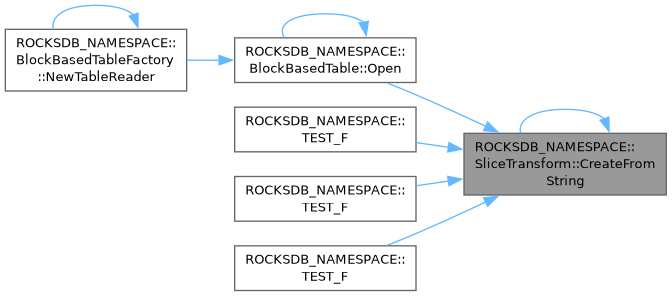 ROCKSDB_NAMESPACE::
BlockBasedTableFactory
::NewTableReader
ROCKSDB_NAMESPACE::
BlockBasedTable::Open
ROCKSDB_NAMESPACE::
TEST_F
ROCKSDB_NAMESPACE::
TEST_F
ROCKSDB_NAMESPACE::
TEST_F
ROCKSDB_NAMESPACE::
SliceTransform::CreateFrom
String